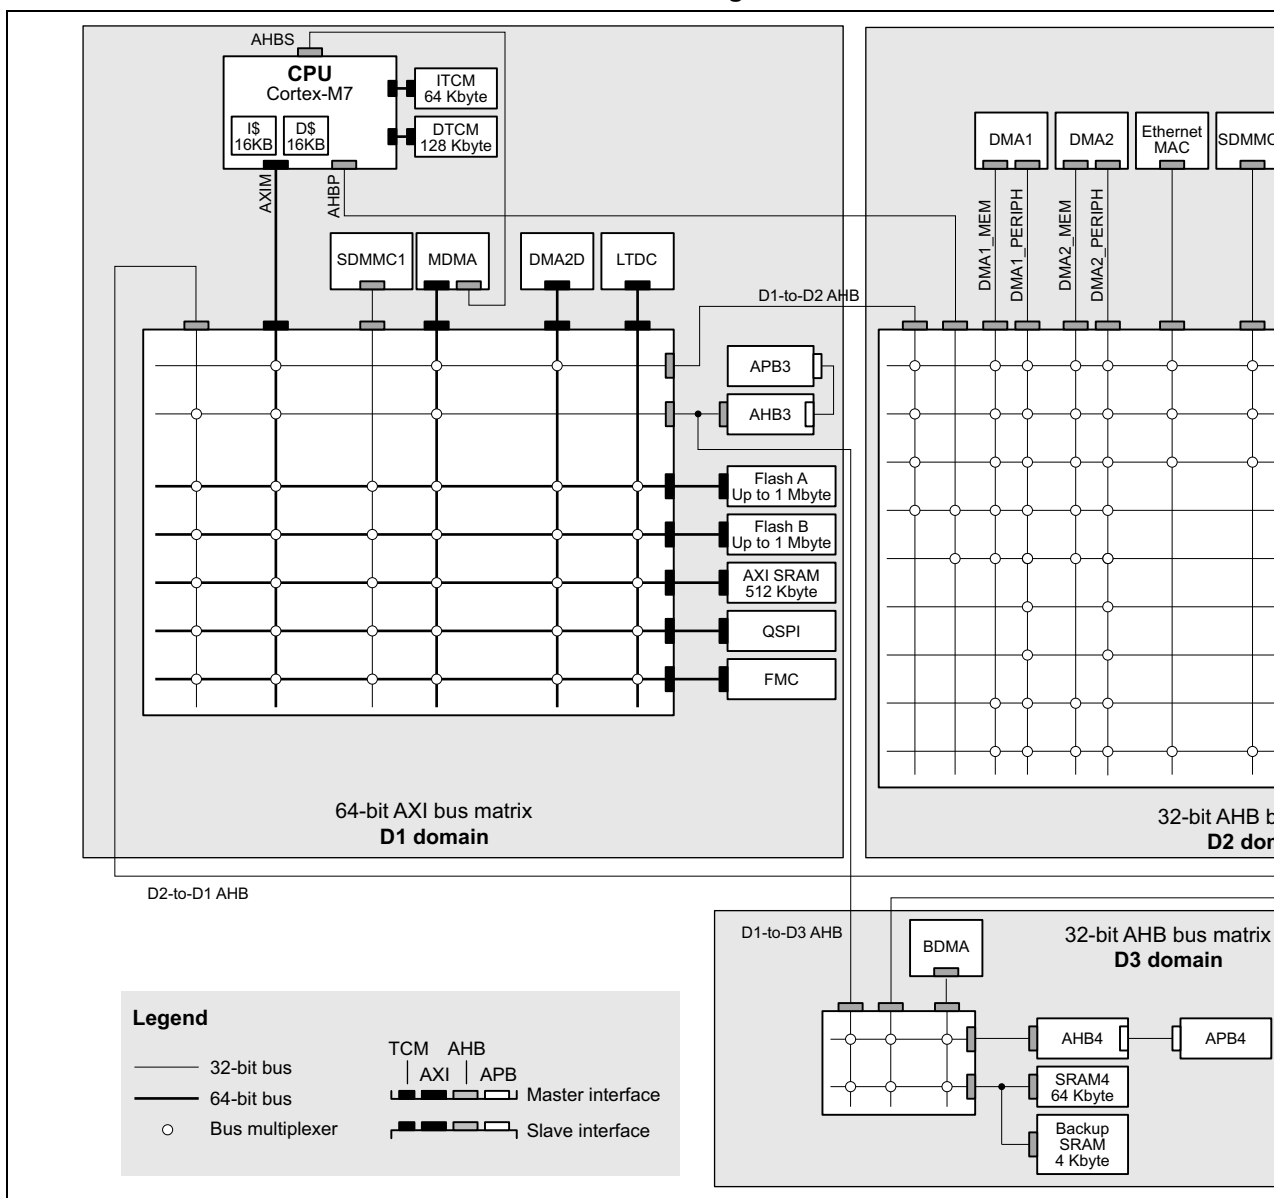 AHBS
CPU
Cortex-M7
ITCM
64 Kbyte
I$
16KB
D$
16KB
DTCM
128 Kbyte
AXIM
AHBP
SDMMC1
MDMA
DMA2D
LTDC
D1-to-D2 AHB
APB3
AHB3
Flash A
Up to 1 Mbyte
Flash B
Up to 1 Mbyte
AXI SRAM
512 Kbyte
QSPI
FMC
64-bit AXI bus matrix
D1 domain
DMA1
DMA2
Ethernet
MAC
SDMMC
DMA1_MEM
DMA1_PERIPH
DMA2_MEM
DMA2_PERIPH
32-bit AHB
D2
D2-to-D1 AHB
D1-to-D3 AHB
BDMA
32-bit AHB bus matrix
D3 domain
AHB4
APB4
SRAM4
64 Kbyte
Backup
SRAM
4 Kbyte
Legend
32-bit bus
64-bit bus
Bus multiplexer
TCM
AHB
AXI
APB
Master interface
Slave interface